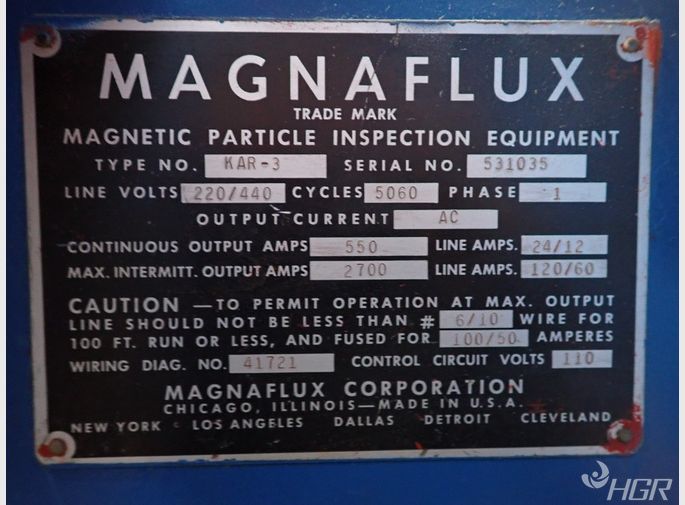 MAGNAFLUX
TRADE MARK
MAGNETIC PARTICLE INSPECTION EQUIPMENT
TYPE NO. KAR-3 SERIAL NO. 531035
LINE VOLTS 220/440 CYCLES 5060 PHASE 1
OUTPUT CURRENT AC
CONTINUOUS OUTPUT AMPS 550 LINE AMPS. 24/12
MAX. INTERMITT. OUTPUT AMPS 2700 LINE AMPS. 120/60
CAUTION —TO PERMIT OPERATION AT MAX. OUTPUT
LINE SHOULD NOT BE LESS THAN # 6/10 WIRE FOR
100 FT. RUN OR LESS, AND FUSED FOR 100/50 AMPERES
WIRING DIAG. NO. 41721 CONTROL CIRCUIT VOLTS 110
MAGNAFLUX CORPORATION
CHICAGO, ILLINOIS—MADE IN U.S.A.
NEW YORK LOS ANGELES DALLAS DETROIT CLEVELAND
HGR